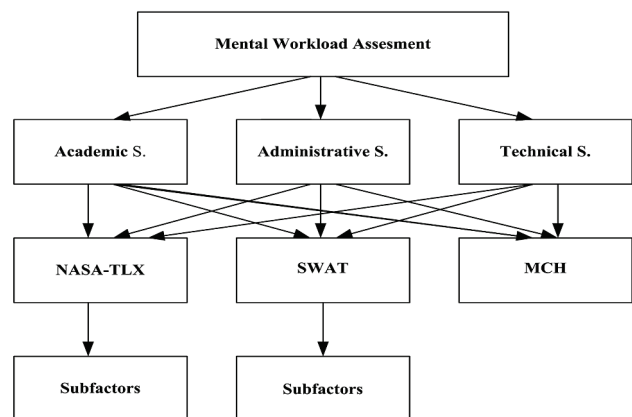 Mental Workload Assesment
Academic S.
Administrative S.
Technical S.
NASA-TLX
SWAT
MCH
Subfactors
Subfactors